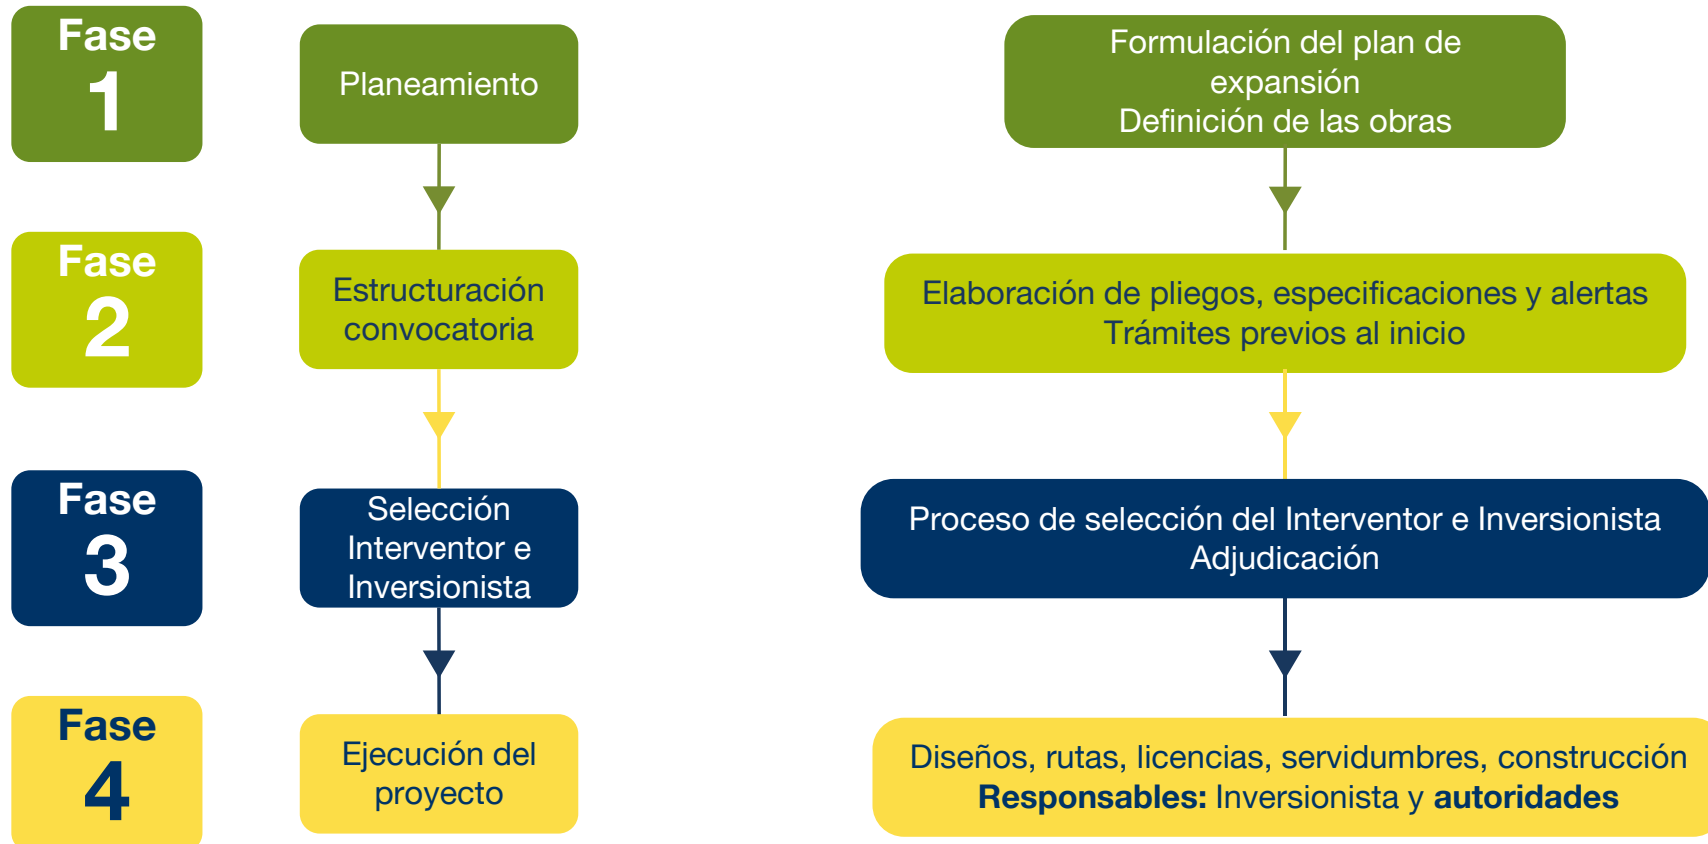 Fase
1
Planeamiento
Formulación del plan de
expansión
Definición de las obras
Fase
2
Estructuración
convocatoria
Elaboración de pliegos, especificaciones y alertas
Trámites previos al inicio
Fase
3
Selección
Interventor e
Inversionista
Proceso de selección del Interventor e Inversionista
Adjudicación
Fase
4
Ejecución del
proyecto
Diseños, rutas, licencias, servidumbres, construcción
Responsables: Inversionista y autoridades